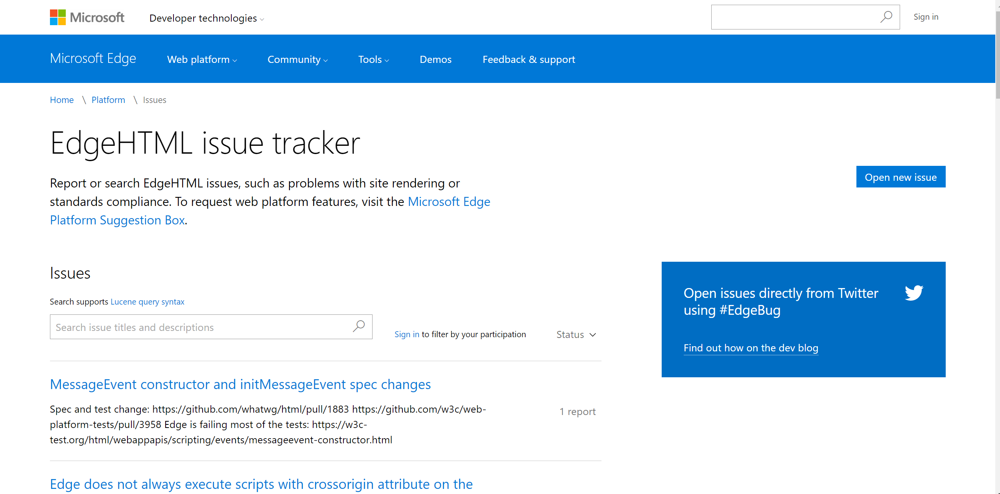 Microsoft
Developer technologies
Sign in
Microsoft Edge
Web platform
Community
Tools
Demos
Feedback & support
Home \ Platform \ Issues
EdgeHTML issue tracker
Report or search EdgeHTML issues, such as problems with site rendering or
standards compliance. To request web platform features, visit the Microsoft Edge
Platform Suggestion Box.
Open new issue
Issues
Search supports Lucene query syntax
Search issue titles and descriptions
Sign in to filter by your participation
Status
Open issues directly from Twitter
using #EdgeBug
Find out how on the dev blog
MessageEvent constructor and initMessageEvent spec changes
Spec and test change: https://github.com/whatwg/html/pull/1883 https://github.com/w3c/web-
platform-tests/pull/3958 Edge is failing most of the tests: https://w3c-
test.org/html/webappapis/scripting/events/messageevent-constructor.html
1 report
Edge does not always execute scripts with crossorigin attribute on the